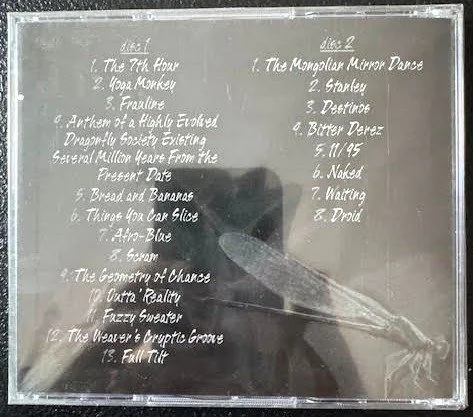 disc 1
1. The 7th Hour
2. Yoga Monkey
3. Frauline
4. Anthem of a Highly Evolved
Dragonfly Society Existing
Several Million Years From the
Present Date
5. Bread and Bananas
6. Things You Can Slice
7. Afro-Blue
8. Scram
9. The Geometry of Chance
10. Outta' Reality
11. Fuzzy Sweater
12. The Weaver's Cryptic Groove
13. Full Tilt
disc 2
1. The Mongolian Mirror Dance
2. Stanley
3. Destinos
4. Bitter Derez
5. 11/95
6. Naked
7. Waiting
8. Droid